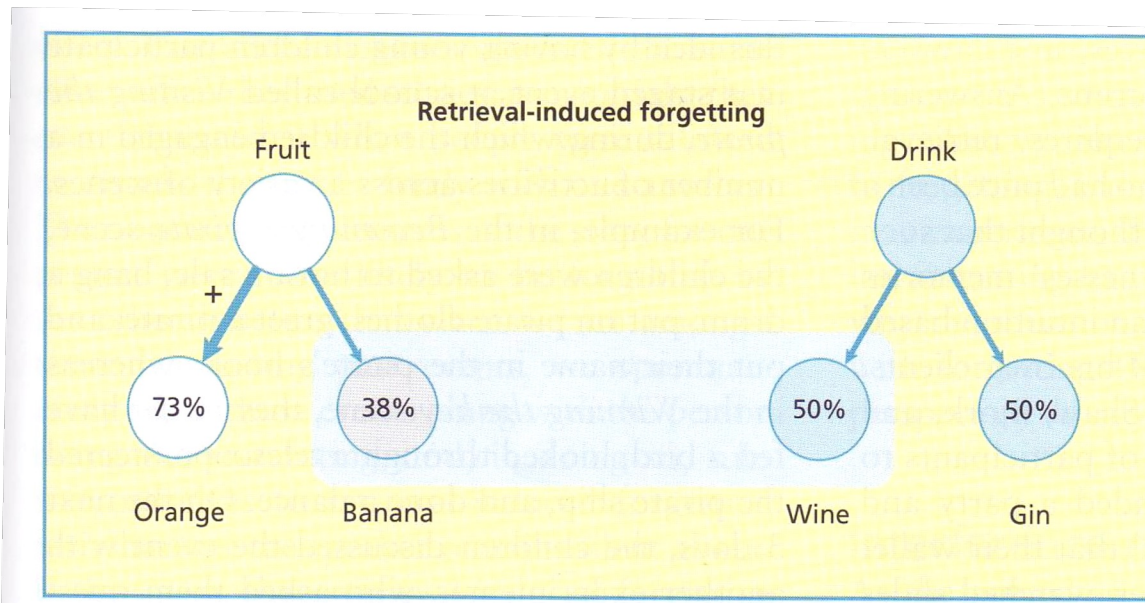 Retrieval-induced forgetting
Fruit
Drink
+
73%
38%
50%
50%
Orange
Banana
Wine
Gin